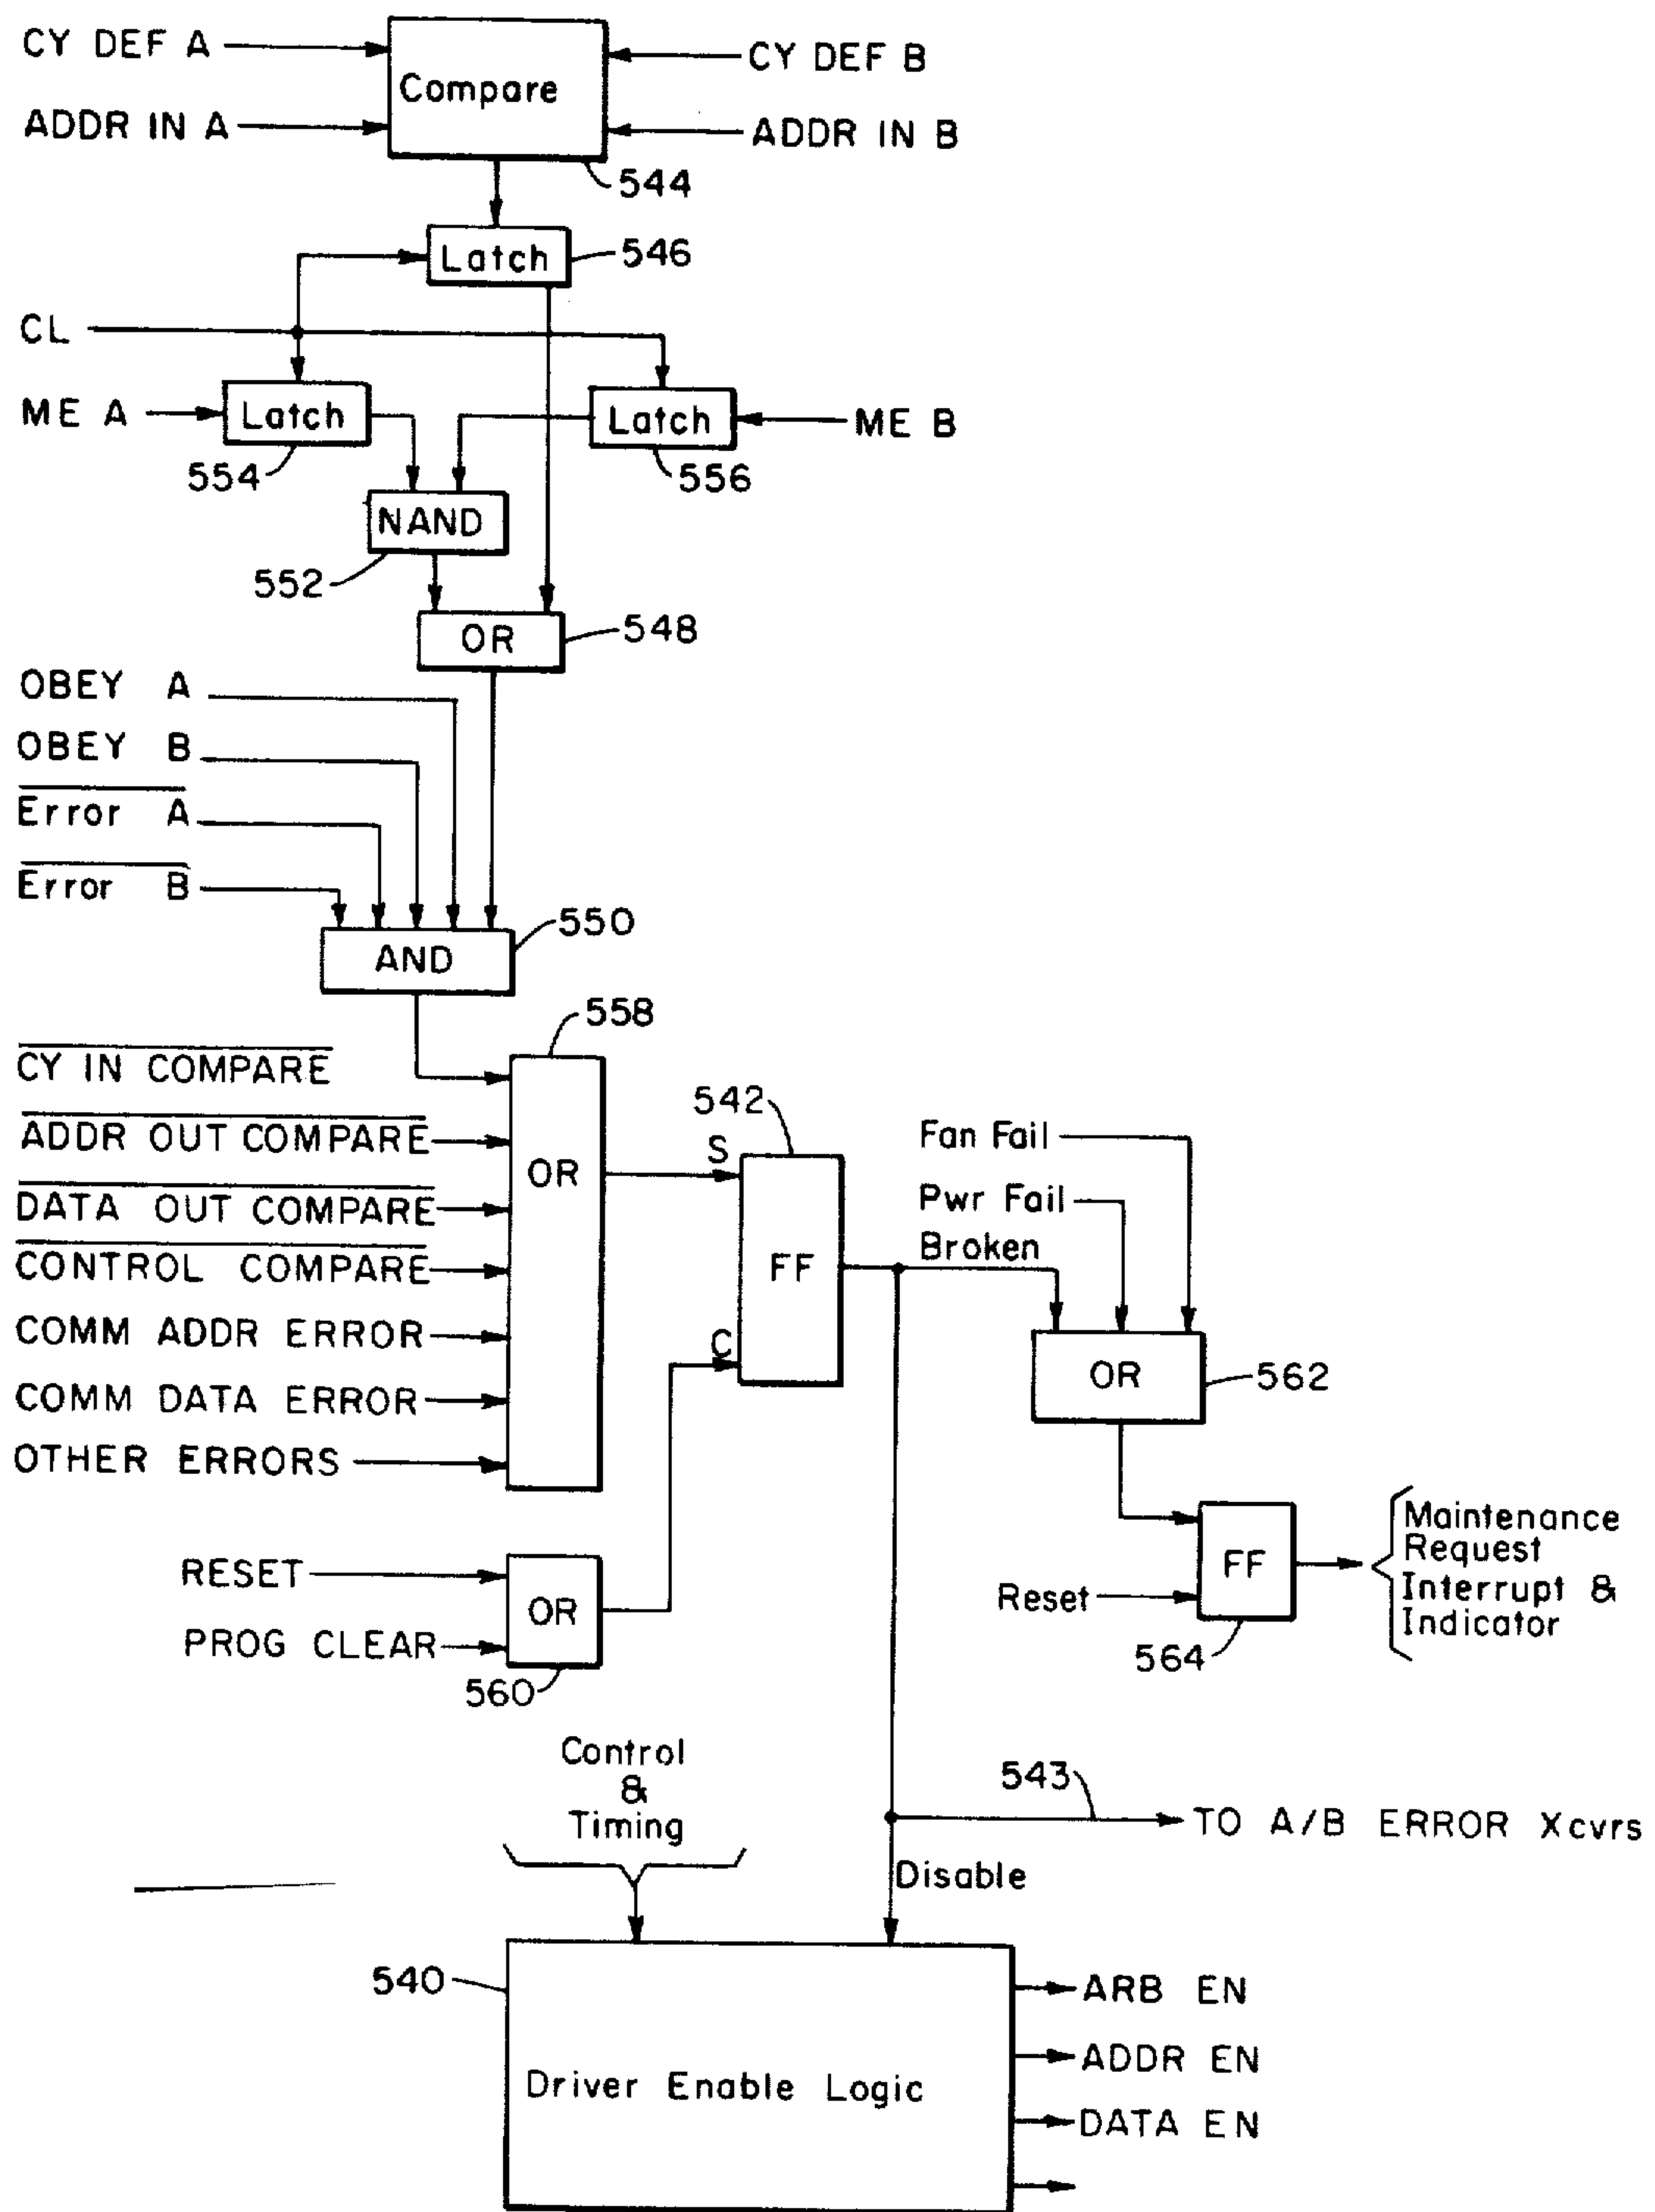 CY DEF A
Compare
CY DEF B
ADDR IN A
ADDR IN B
544
Latch
546
CL
ME A
Latch
Latch
ME B
554
556
NAND
552
OR
548
OBEY A
OBEY B
Error A
Error B
550
AND
558
CY IN COMPARE
ADDR OUT COMPARE
DATA OUT COMPARE
CONTROL COMPARE
COMM ADDR ERROR
COMM DATA ERROR
OTHER ERRORS
OR
542
S
FF
C
Fan Fail
Pwr Fail
Broken
OR
562
RESET
PROG CLEAR
OR
560
Reset
FF
564
Maintenance
Request
Interrupt &
Indicator
Control
&
Timing
543
TO A/B ERROR Xcvrs
Disable
540
Driver Enable Logic
ARB EN
ADDR EN
DATA EN